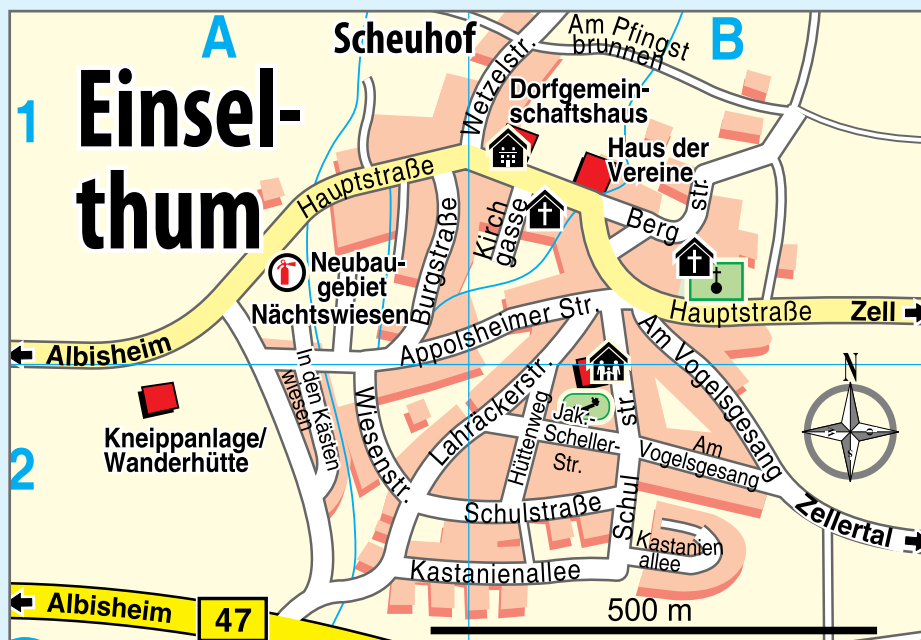 A
Scheuhof
B
Am Pfingst
brunnen
1
Einsel-
thum
Wetzelstr.
Dorfgemein-
schaftshaus
Haus der
Vereine
Hauptstraße
Kirch
gasse
Berg
str.
Burgstraße
Neubau-
gebiet
Nächtswiesen
Hauptstraße
Zell
Appolsheimer Str.
Albisheim
In den Kästen
wiesen
Wiesenstr.
Lahräckerstr.
Am Vogelsgesang
N
Kneippanlage/
Wanderhütte
2
Hüttenweg
Jak.-
Scheller-
Str.
Schul
str.
Am
Vogelsgesang
Schulstraße
Zellertal
Kastanien
allee
Kastanienallee
Albisheim
47
500 m